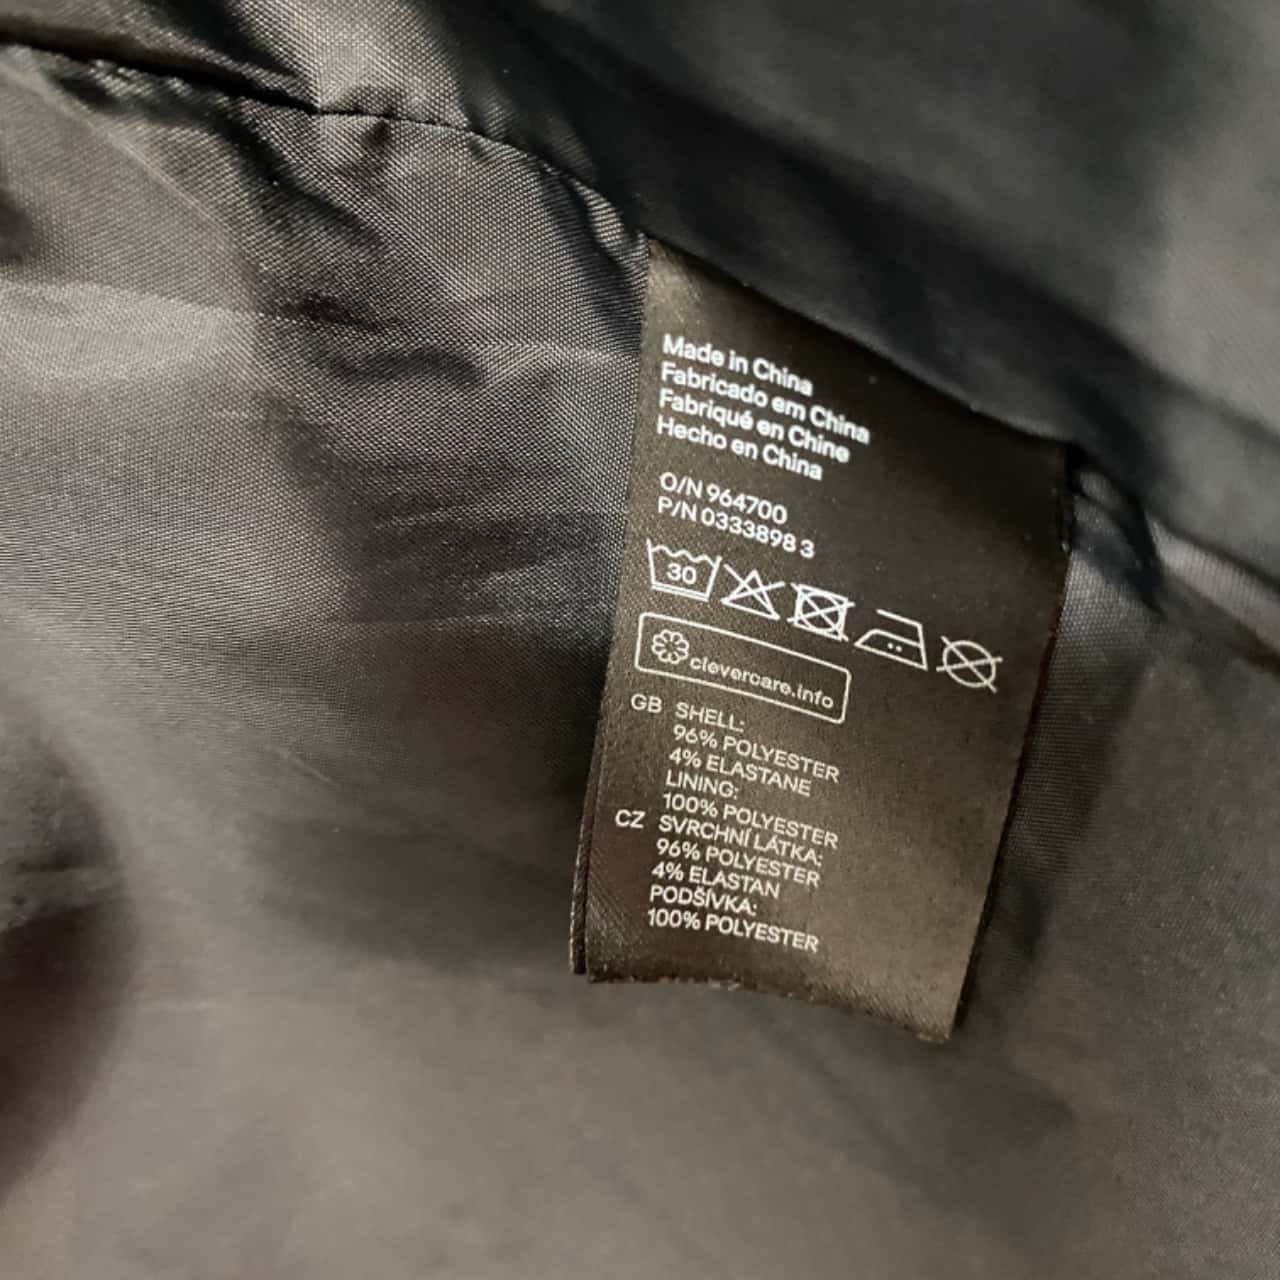 Made in China
Fabricado em China
Fabriqué en Chine
Hecho en China
O/N 964700
P/N 0333898 3
30
clevercare.info
GB SHELL:
96% POLYESTER
4% ELASTANE
LINING:
100% POLYESTER
CZ SVRCHNÍ LÁTKA:
96% POLYESTER
4% ELASTAN
PODŠÍVKA:
100% POLYESTER